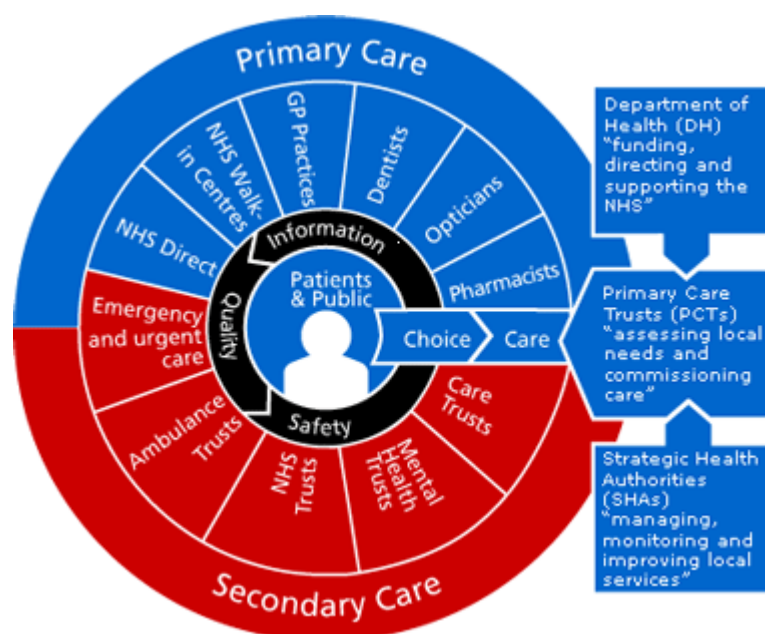 Primary Care
NHS Direct
NHS Walk-
in Centres
GP Practices
Dentists
Opticians
Pharmacists
Information
Quality
Safety
Patients
& Public
Choice
Care
Emergency
and urgent
care
Ambulance
Trusts
NHS
Trusts
Mental
Health
Trusts
Care
Trusts
Secondary Care
Department of
Health (DH)
“funding,
directing and
supporting the
NHS”
Primary Care
Trusts (PCTs)
“assessing local
needs and
commissioning
care”
Strategic Health
Authorities
(SHAs)
“managing,
monitoring and
improving local
services”